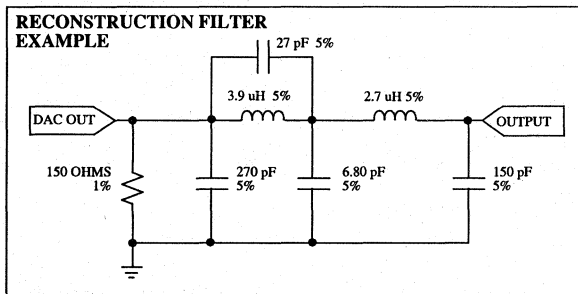 RECONSTRUCTION FILTER
EXAMPLE
27 pF 5%
3.9 uH 5%
2.7 uH 5%
DAC OUT
OUTPUT
150 OHMS
1%
270 pF
5%
6.80 pF
5%
150 pF
5%